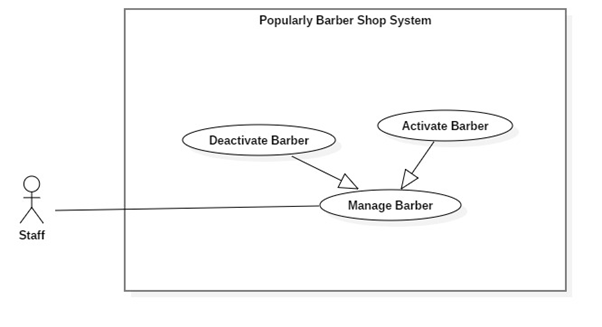 Popularly Barber Shop System
Activate Barber
Deactivate Barber
Manage Barber
Staff